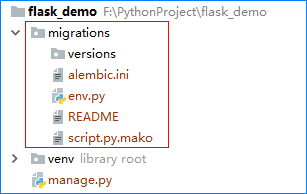 flask_demo F:\PythonProject\flask_demo
migrations
versions
alembic.ini
env.py
README
script.py.mako
venv library root
manage.py